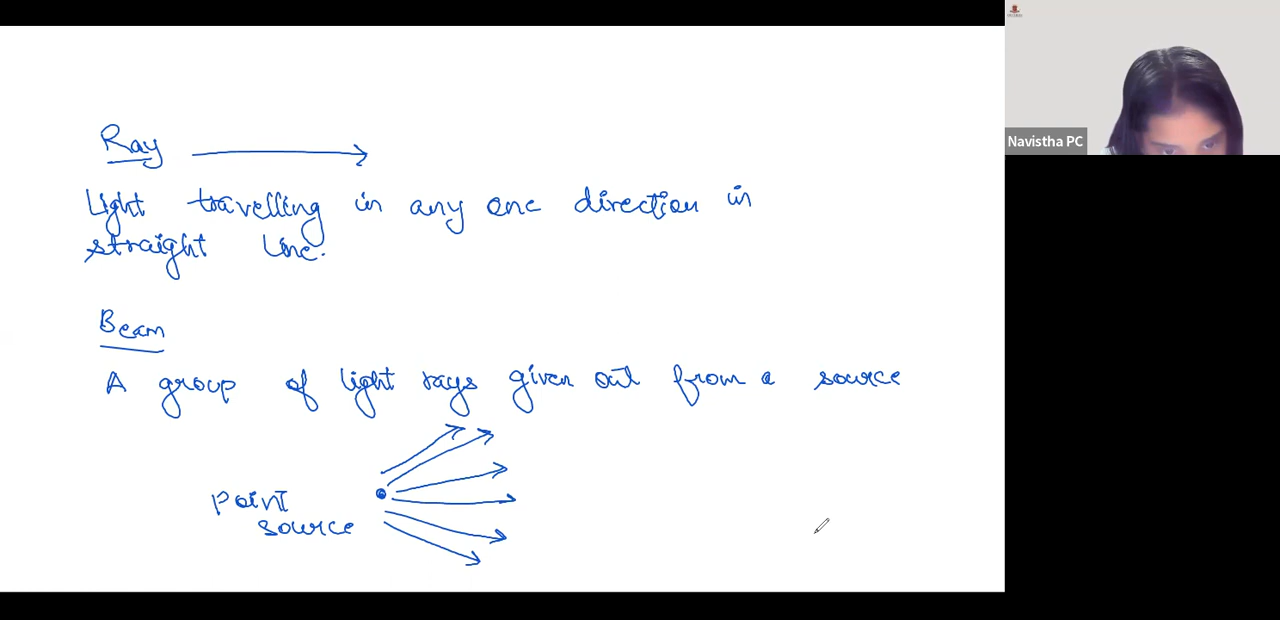 Ray
Light travelling in any one direction in
straight line.
Beam
A group of light rays given out from a source
point
source
Navistha PC